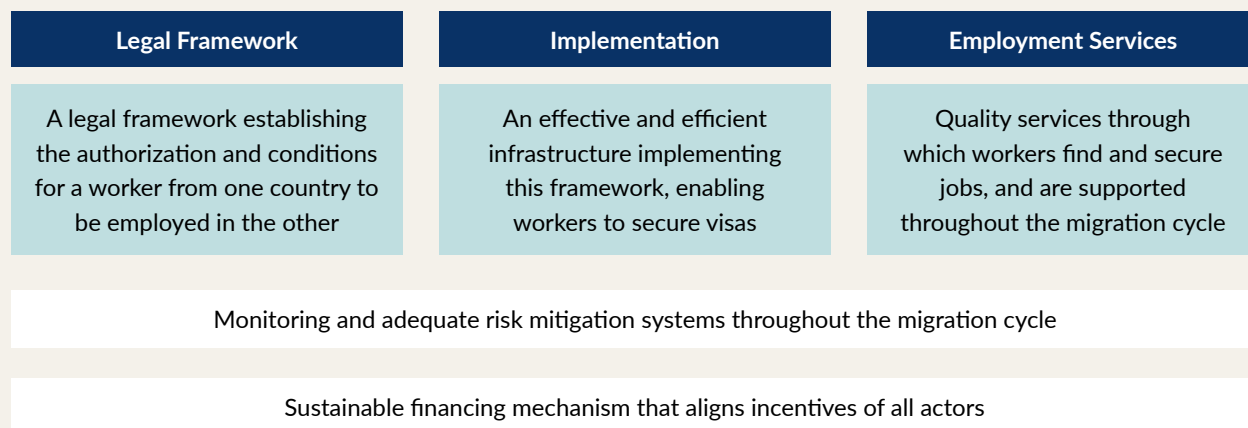 Legal Framework
A legal framework establishing
the authorization and conditions
for a worker from one country to
be employed in the other
Implementation
An effective and efficient
infrastructure implementing
this framework, enabling
workers to secure visas
Employment Services
Quality services through
which workers find and secure
jobs, and are supported
throughout the migration cycle
Monitoring and adequate risk mitigation systems throughout the migration cycle
Sustainable financing mechanism that aligns incentives of all actors